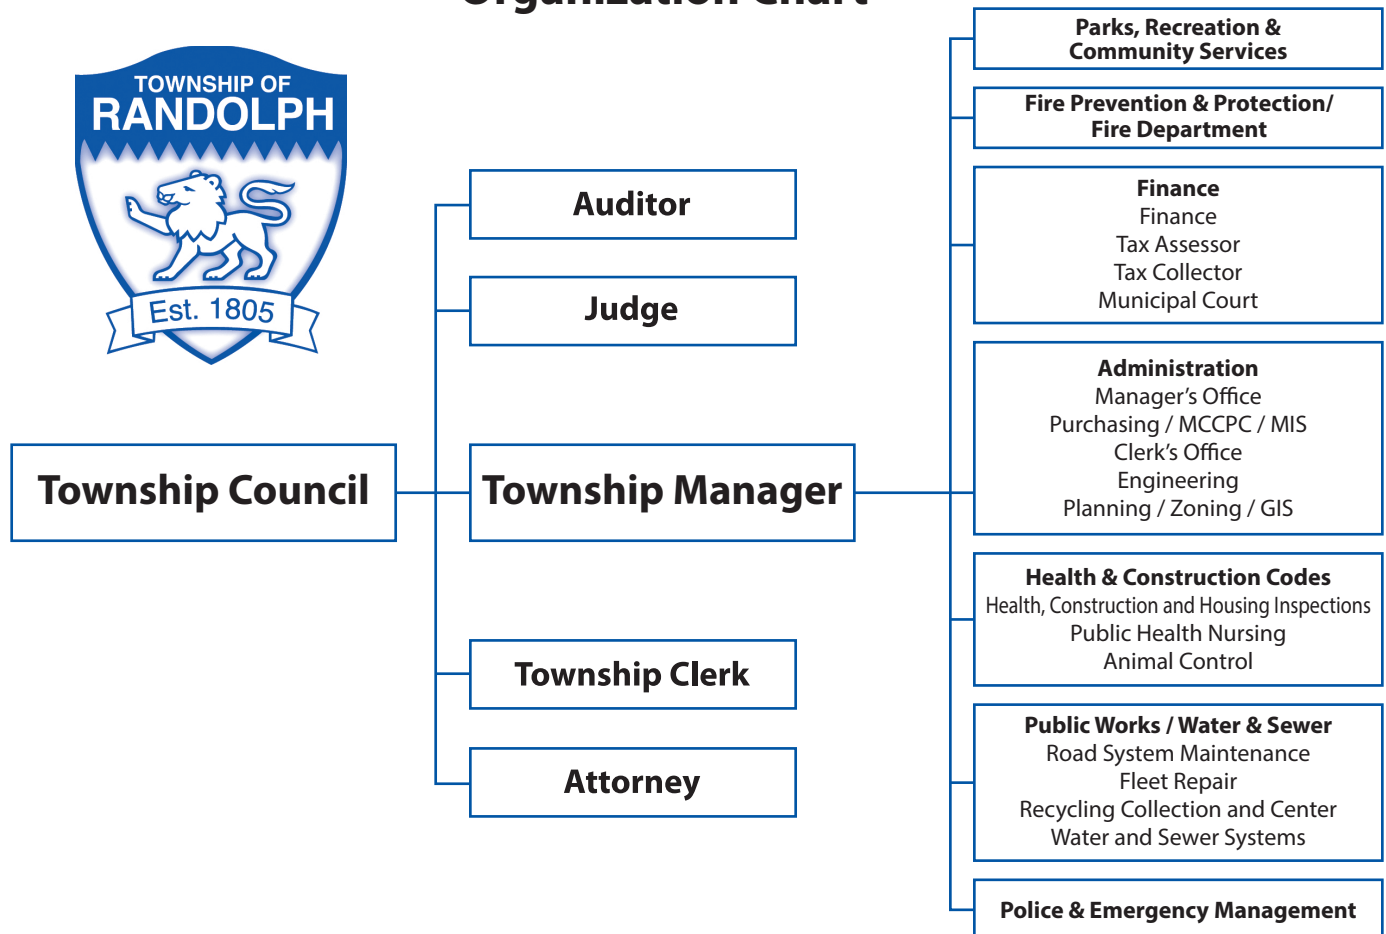 Organization Chart
TOWNSHIP OF
RANDOLPH
Est. 1805
Township Council
Auditor
Judge
Township Manager
Township Clerk
Attorney
Parks, Recreation &
Community Services
Fire Prevention & Protection/
Fire Department
Finance
Finance
Tax Assessor
Tax Collector
Municipal Court
Administration
Manager’s Office
Purchasing / MCCPC / MIS
Clerk’s Office
Engineering
Planning / Zoning / GIS
Health & Construction Codes
Health, Construction and Housing Inspections
Public Health Nursing
Animal Control
Public Works / Water & Sewer
Road System Maintenance
Fleet Repair
Recycling Collection and Center
Water and Sewer Systems
Police & Emergency Management